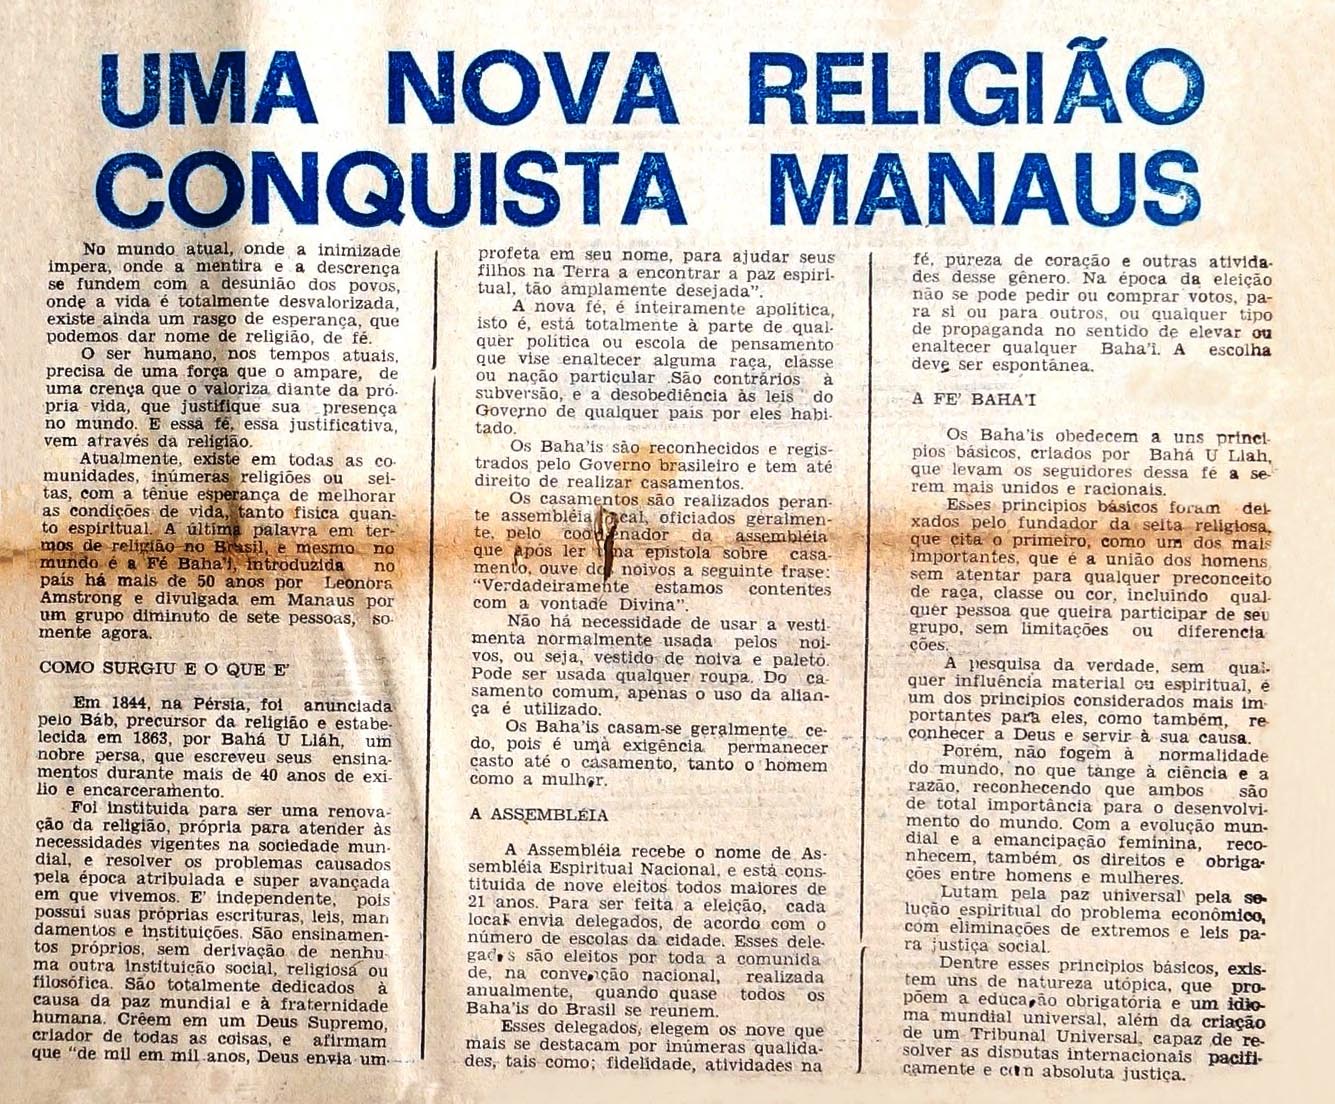 UMA NOVA RELIGIÃO
CONQUISTA MANAUS
No mundo atual, onde a inimizade
impera, onde a mentira e a descrença
se fundem com a desunião dos povos,
onde a vida é totalmente desvalorizada,
existe ainda um rasgo de esperança, que
podemos dar nome de religião, de fé.
O ser humano, nos tempos atuais,
precisa de uma força que o ampare, de
uma crença que o valoriza diante da pró-
pria vida, que justifique sua presença
no mundo. E essa fé, essa justificativa,
vem através da religião.
Atualmente, existe em todas as co-
munidades, inúmeras religiões ou sei-
tas, com a tênue esperança de melhorar
as condições de vida, tanto fisica quan-
to espiritual. A última palavra em ter-
mos de religião no Brasil, e mesmo no
mundo é a Fé Baha'i, introduzida no
país há mais de 50 anos por Leonora
Amstrong e divulgada em Manaus por
um grupo diminuto de sete pessoas, so-
mente agora.
COMO SURGIU E O QUE E'
Em 1844, na Pérsia, foi anunciada
pelo Báb, precursor da religião e estabe-
lecida em 1863, por Bahá U Lláh, um
nobre persa, que escreveu seus ensina-
mentos durante mais de 40 anos de exi-
lio e encarceramento.
Foi instituida para ser uma renova-
ção da religião, própria para atender às
necessidades vigentes na sociedade mun-
dial, e resolver os problemas causados
pela época atribulada e super avançada
em que vivemos. E' independente, pois
possui suas próprias escrituras, leis, man
damentos e instituições. São ensinamen-
tos próprios, sem derivação de nenhu-
ma outra instituição social, religiosa ou
filosófica. São totalmente dedicados à
causa da paz mundial e à fraternidade
humana. Crêem em um Deus Supremo,
criador de todas as coisas, e afirmam
que "de mil em mil anos, Deus envia um
profeta em seu nome, para ajudar seus
filhos na Terra a encontrar a paz espiri-
tual, tão amplamente desejada".
A nova fé, é inteiramente apolitica,
isto é, está totalmente à parte de qual-
quer política ou escola de pensamento
que vise enaltecer alguma raça, classe
ou nação particular .São contrários à
subversão, e a desobediência às leis do
Governo de qualquer pais por eles habi-
tado.
Os Baha'is são reconhecidos e regis-
trados pelo Governo brasileiro e tem até
direito de realizar casamentos.
Os casamentos são realizados peran-
te assembléia local, oficiados geralmen-
te, pelo coordenador da assembléia
que após ler uma epistola sobre casa-
mento, ouve dos noivos a seguinte frase:
"Verdadeiramente estamos contentes
com a vontade Divina".
Não há necessidade de usar a vesti-
menta normalmente usada pelos noi-
vos, ou seja, vestido de noiva e paletó.
Pode ser usada qualquer roupa. Do ca-
samento comum, apenas o uso da alian-
ça é utilizado.
Os Baha'is casam-se geralmente ce-
do, pois é uma exigência permanecer
casto até o casamento, tanto o homem
como a mulher.
A ASSEMBLÉIA
A Assembléia recebe o nome de As-
sembléia Espiritual Nacional, e está cons-
tituida de nove eleitos todos maiores de
21 anos. Para ser feita a eleição, cada
local envia delegados, de acordo com o
número de escolas da cidade. Esses dele-
gados são eleitos por toda a comunida
de, na convenção nacional, realizada
anualmente, quando quase todos os
Baha'is do Brasil se reunem.
Esses delegados, elegem os nove que
mais se destacam por inúmeras qualida-
des, tais como; fidelidade, atividades na
fé, pureza de coração e outras ativida-
des desse gênero. Na época da eleição
não se pode pedir ou comprar votos, pa-
ra si ou para outros, ou qualquer tipo
de propaganda no sentido de elevar ou
enaltecer qualquer Baha'i. A escolha
deve ser espontânea.
A FE' BAHA'I
Os Baha'is obedecem a uns princi-
pios básicos, criados por Bahá U Llah,
que levam os seguidores dessa fé a se-
rem mais unidos e racionais.
Esses principios básicos foram dei-
xados pelo fundador da seita religiosa,
que cita o primeiro, como um dos mais
importantes, que é a união dos homens
sem atentar para qualquer preconceito
de raça, classe ou cor, incluindo qual-
quer pessoa que queira participar de seu
grupo, sem limitações ou diferencia
ções.
A pesquisa da verdade, sem qual-
quer influência material ou espiritual, é
um dos principios considerados mais im-
portantes para eles, como também, re-
conhecer a Deus e servir à sua causa.
Porém, não fogem à normalidade
do mundo, no que tange à ciência e a
razão, reconhecendo que ambos são
de total importância para o desenvolvi-
mento do mundo. Com a evolução mun-
dial e a emancipação feminina, reco-
nhecem, também, os direitos e obriga-
ções entre homens e mulheres.
Lutam pela paz universal pela so-
lução espiritual do problema econômico,
com eliminações de extremos e leis pa-
ra justiça social.
Dentre esses principios básicos, exis-
tem uns de natureza utópica, que pro-
põem a educação obrigatória e um idio-
ma mundial universal, além da criação
de um Tribunal Universal, capaz de re-
solver as disputas internacionais pacifi-
camente e com absoluta justiça.